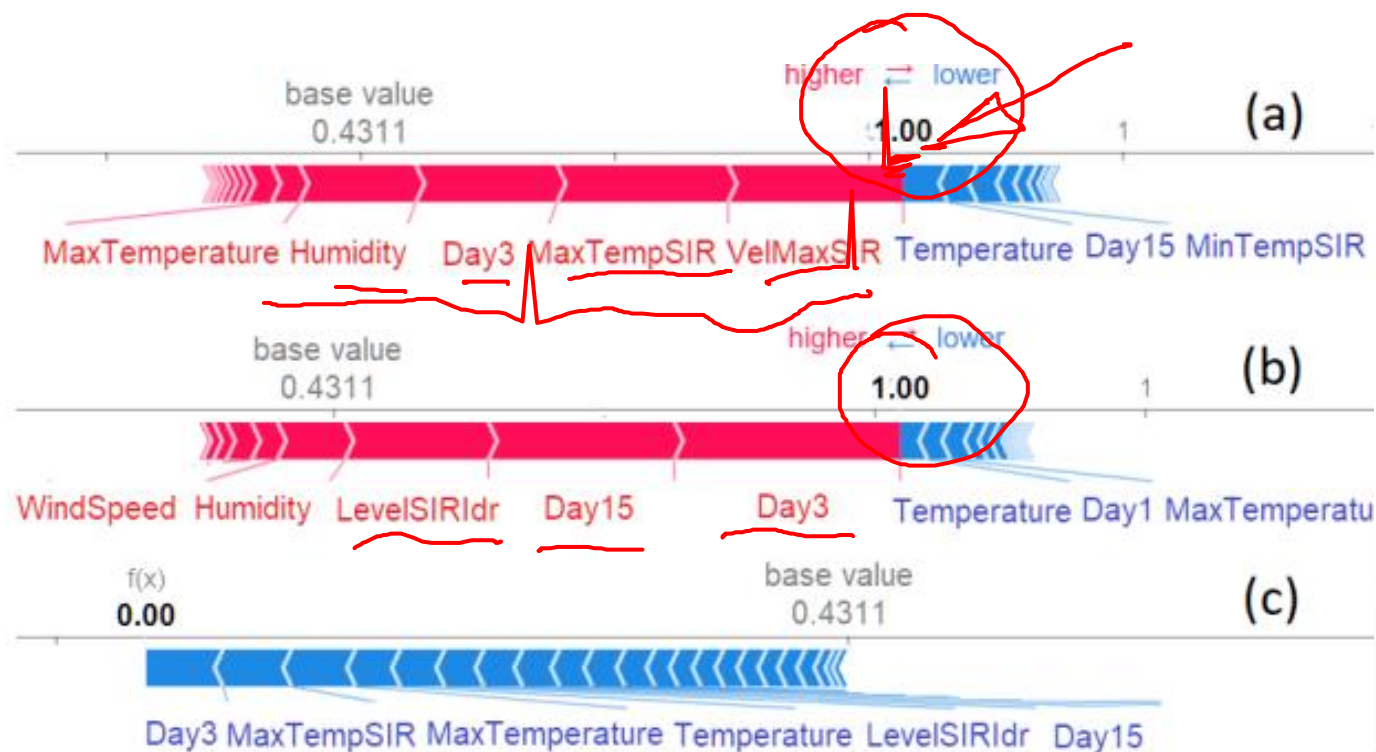 higher lower
base value
0.4311 1.00 1 (a)
MaxTemperature Humidity Day3 MaxTempSIR VelMaxSIR Temperature Day15 MinTempSIR
higher lower
base value
0.4311 1.00 1 (b)
WindSpeed Humidity LevelSIRIdr Day15 Day3 Temperature Day1 MaxTemperatu
f(x) base value
0.00 0.4311 (c)
Day3 MaxTempSIR MaxTemperature Temperature LevelSIRIdr Day15